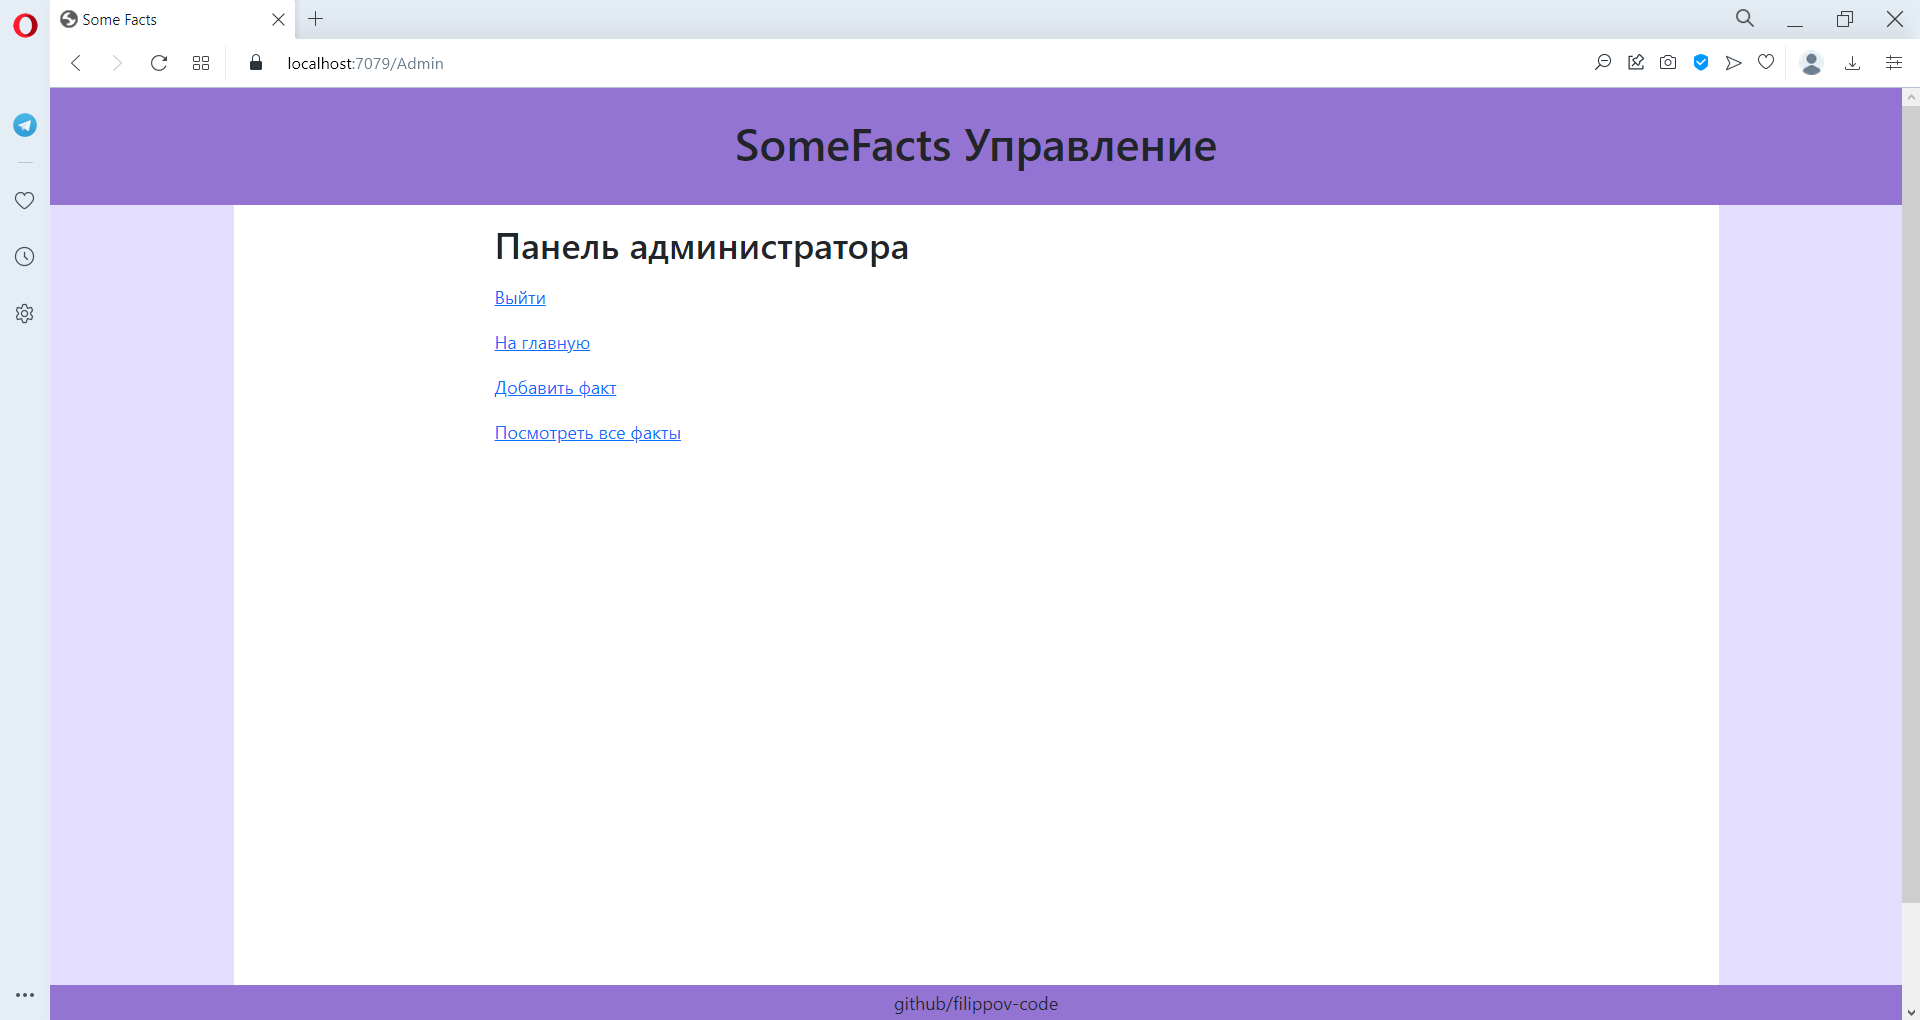 Some Facts
localhost:7079/Admin
SomeFacts Управление
Панель администратора
Выйти
На главную
Добавить факт
Посмотреть все факты
github/filippov-code